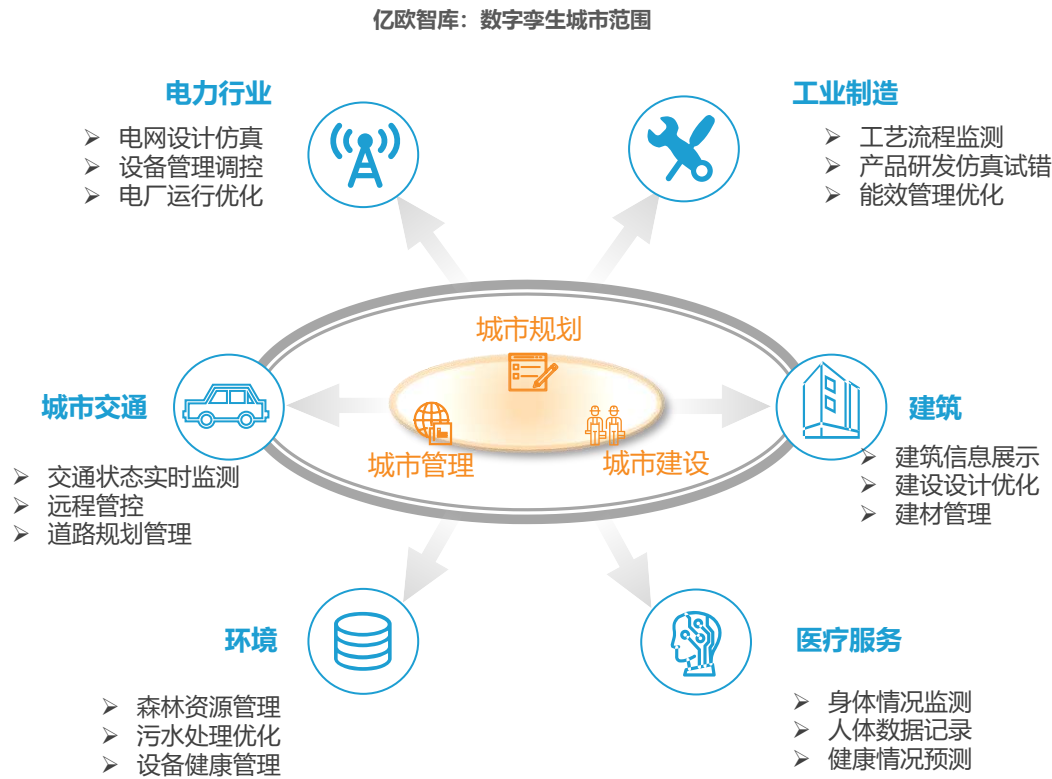 亿欧智库：数字孪生城市范围
电力行业
➢ 电网设计仿真
➢ 设备管理调控
➢ 电厂运行优化
工业制造
➢ 工艺流程监测
➢ 产品研发仿真试错
➢ 能效管理优化
城市规划
城市管理
城市建设
城市交通
➢ 交通状态实时监测
➢ 远程管控
➢ 道路规划管理
建筑
➢ 建筑信息展示
➢ 建设设计优化
➢ 建材管理
环境
➢ 森林资源管理
➢ 污水处理优化
➢ 设备健康管理
医疗服务
➢ 身体情况监测
➢ 人体数据记录
➢ 健康情况预测